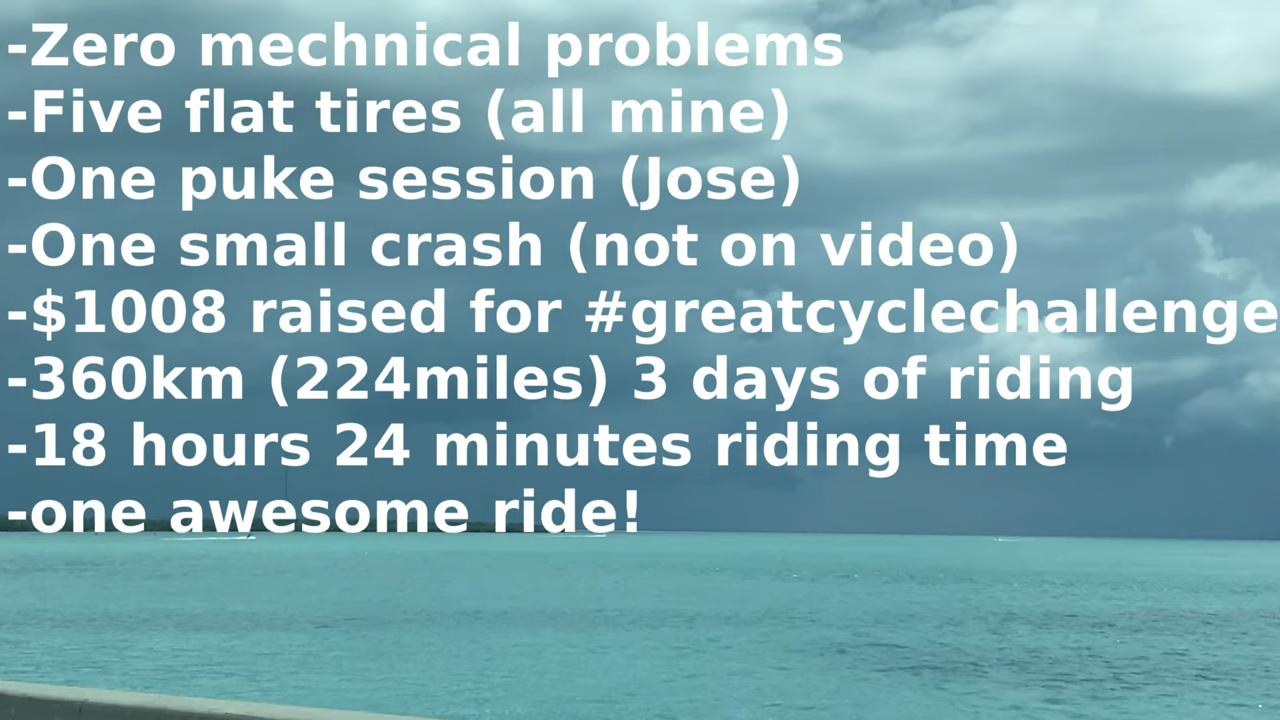 -Zero mechnical problems
-Five flat tires (all mine)
-One puke session (Jose)
-One small crash (not on video)
-$1008 raised for #greatcyclechallenge
-360km (224miles) 3 days of riding
-18 hours 24 minutes riding time
-one awesome ride!